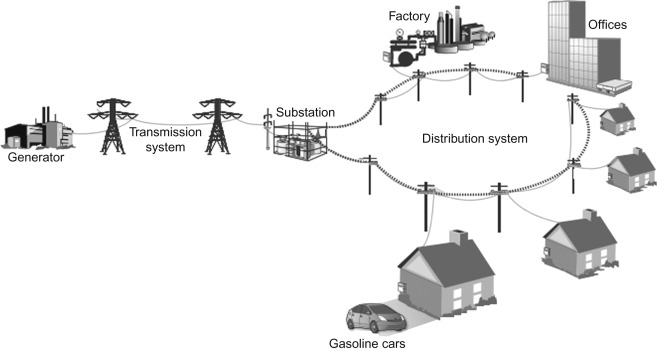 Factory
Offices
Substation
Transmission
system
Distribution system
Generator
Gasoline cars